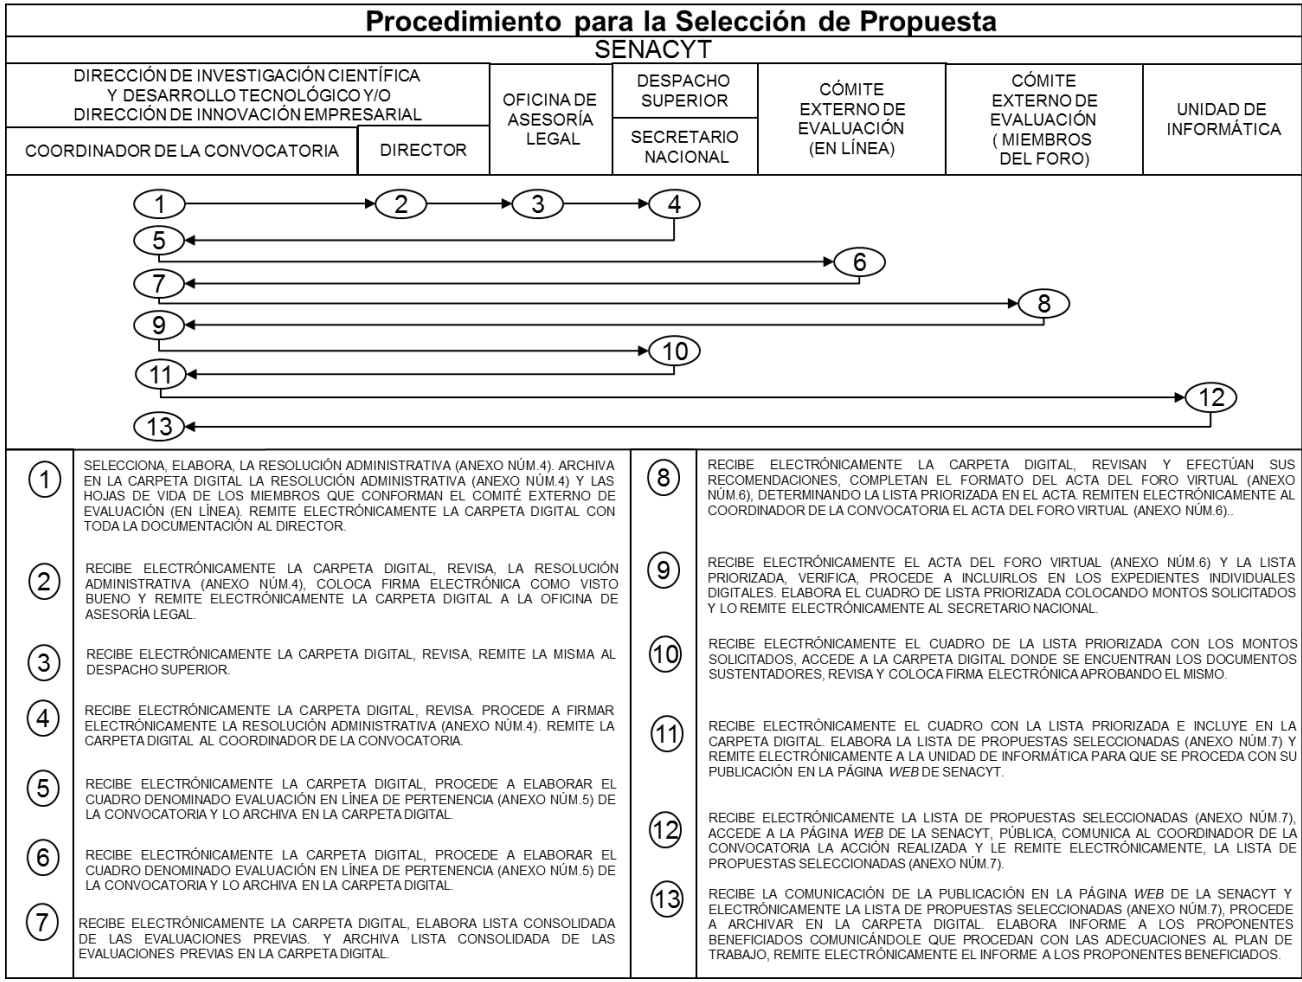 Procedimiento para la Selección de Propuesta
SENACYT
DIRECCIÓN DE INVESTIGACIÓN CIENTÍFICA
Y DESARROLLO TECNOLÓGICO Y/O
DIRECCIÓN DE INNOVACIÓN EMPRESARIAL
COORDINADOR DE LA CONVOCATORIA
DIRECTOR
OFICINA DE
ASESORÍA
LEGAL
DESPACHO
SUPERIOR
SECRETARIO
NACIONAL
CÓMITE
EXTERNO DE
EVALUACIÓN
(EN LÍNEA)
CÓMITE
EXTERNO DE
EVALUACIÓN
( MIEMBROS
DEL FORO)
UNIDAD DE
INFORMÁTICA
1 2 3 4
5
6
7
8
9
10
11
12
13
1
SELECCIONA, ELABORA, LA RESOLUCIÓN ADMINISTRATIVA (ANEXO NÚM.4). ARCHIVA
EN LA CARPETA DIGITAL LA RESOLUCIÓN ADMINISTRATIVA (ANEXO NÚM.4) Y LAS
HOJAS DE VIDA DE LOS MIEMBROS QUE CONFORMAN EL COMITÉ EXTERNO DE
EVALUACIÓN (EN LÍNEA). REMITE ELECTRÓNICAMENTE LA CARPETA DIGITAL CON
TODA LA DOCUMENTACIÓN AL DIRECTOR.
2
RECIBE ELECTRÓNICAMENTE LA CARPETA DIGITAL, REVISA, LA RESOLUCIÓN
ADMINISTRATIVA (ANEXO NÚM.4), COLOCA FIRMA ELECTRÓNICA COMO VISTO
BUENO Y REMITE ELECTRÓNICAMENTE LA CARPETA DIGITAL A LA OFICINA DE
ASESORÍA LEGAL.
3
RECIBE ELECTRÓNICAMENTE LA CARPETA DIGITAL, REVISA, REMITE LA MISMA AL
DESPACHO SUPERIOR.
4
RECIBE ELECTRÓNICAMENTE LA CARPETA DIGITAL, REVISA. PROCEDE A FIRMAR
ELECTRÓNICAMENTE LA RESOLUCIÓN ADMINISTRATIVA (ANEXO NÚM.4). REMITE LA
CARPETA DIGITAL AL COORDINADOR DE LA CONVOCATORIA.
5
RECIBE ELECTRÓNICAMENTE LA CARPETA DIGITAL, PROCEDE A ELABORAR EL
CUADRO DENOMINADO EVALUACIÓN EN LÍNEA DE PERTENENCIA (ANEXO NÚM.5) DE
LA CONVOCATORIA Y LO ARCHIVA EN LA CARPETA DIGITAL.
6
RECIBE ELECTRÓNICAMENTE LA CARPETA DIGITAL, PROCEDE A ELABORAR EL
CUADRO DENOMINADO EVALUACIÓN EN LÍNEA DE PERTENENCIA (ANEXO NÚM.5) DE
LA CONVOCATORIA Y LO ARCHIVA EN LA CARPETA DIGITAL.
7
RECIBE ELECTRÓNICAMENTE LA CARPETA DIGITAL, ELABORA LISTA CONSOLIDADA
DE LAS EVALUACIONES PREVIAS. Y ARCHIVA LISTA CONSOLIDADA DE LAS
EVALUACIONES PREVIAS EN LA CARPETA DIGITAL.
8
RECIBE ELECTRÓNICAMENTE LA CARPETA DIGITAL, REVISAN Y EFECTÚAN SUS
RECOMENDACIONES, COMPLETAN EL FORMATO DEL ACTA DEL FORO VIRTUAL (ANEXO
NÚM.6), DETERMINANDO LA LISTA PRIORIZADA EN EL ACTA. REMITEN ELECTRÓNICAMENTE AL
COORDINADOR DE LA CONVOCATORIA EL ACTA DEL FORO VIRTUAL (ANEXO NÚM.6)..
9
RECIBE ELECTRÓNICAMENTE EL ACTA DEL FORO VIRTUAL (ANEXO NÚM.6) Y LA LISTA
PRIORIZADA, VERIFICA, PROCEDE A INCLUIRLOS EN LOS EXPEDIENTES INDIVIDUALES
DIGITALES. ELABORA EL CUADRO DE LISTA PRIORIZADA COLOCANDO MONTOS SOLICITADOS
Y LO REMITE ELECTRÓNICAMENTE AL SECRETARIO NACIONAL.
10
RECIBE ELECTRÓNICAMENTE EL CUADRO DE LA LISTA PRIORIZADA CON LOS MONTOS
SOLICITADOS, ACCEDE A LA CARPETA DIGITAL DONDE SE ENCUENTRAN LOS DOCUMENTOS
SUSTENTADORES, REVISA Y COLOCA FIRMA ELECTRÓNICA APROBANDO EL MISMO.
11
RECIBE ELECTRÓNICAMENTE EL CUADRO CON LA LISTA PRIORIZADA E INCLUYE EN LA
CARPETA DIGITAL. ELABORA LA LISTA DE PROPUESTAS SELECCIONADAS (ANEXO NÚM.7) Y
REMITE ELECTRÓNICAMENTE A LA UNIDAD DE INFORMÁTICA PARA QUE SE PROCEDA CON SU
PUBLICACIÓN EN LA PÁGINA WEB DE SENACYT.
12
RECIBE ELECTRÓNICAMENTE LA LISTA DE PROPUESTAS SELECCIONADAS (ANEXO NÚM.7),
ACCEDE A LA PÁGINA WEB DE LA SENACYT, PÚBLICA, COMUNICA AL COORDINADOR DE LA
CONVOCATORIA LA ACCIÓN REALIZADA Y LE REMITE ELECTRÓNICAMENTE, LA LISTA DE
PROPUESTAS SELECCIONADAS (ANEXO NÚM.7).
13
RECIBE LA COMUNICACIÓN DE LA PUBLICACIÓN EN LA PÁGINA WEB DE LA SENACYT Y
ELECTRÓNICAMENTE LA LISTA DE PROPUESTAS SELECCIONADAS (ANEXO NÚM.7), PROCEDE
A ARCHIVAR EN LA CARPETA DIGITAL. ELABORA INFORME A LOS PROPONENTES
BENEFICIADOS COMUNICÁNDOLE QUE PROCEDAN CON LAS ADECUACIONES AL PLAN DE
TRABAJO, REMITE ELECTRÓNICAMENTE EL INFORME A LOS PROPONENTES BENEFICIADOS.